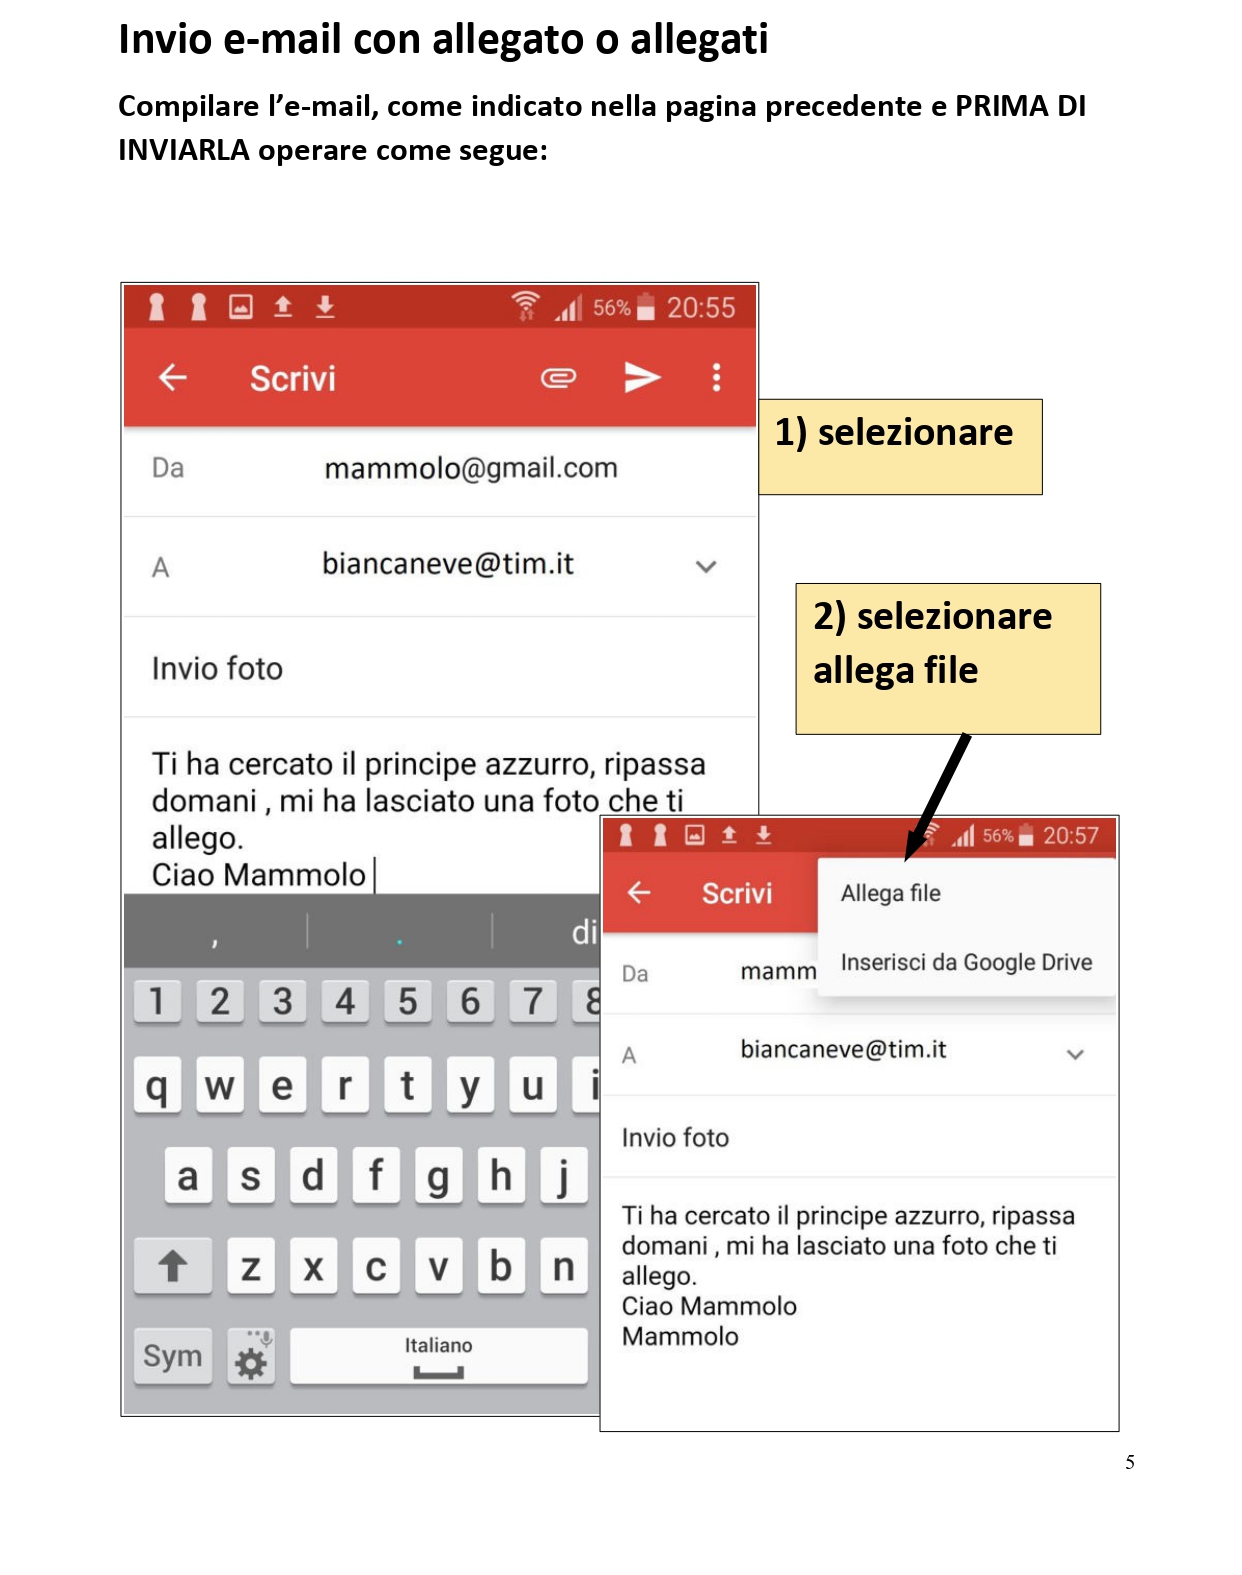 Invio e-mail con allegato o allegati
Compilare l’e-mail, come indicato nella pagina precedente e PRIMA DI
INVIARLA operare come segue:
56% 20:55
Scrivi
1) selezionare
Da mammolo@gmail.com
A biancaneve@tim.it
2) selezionare
allega file
Invio foto
Ti ha cercato il principe azzurro, ripassa
domani , mi ha lasciato una foto che ti
allego.
Ciao Mammolo
, . di
1 2 3 4 5 6 7 8
q w e r t y u i
a s d f g h j
z x c v b n
Sym Italiano
56% 20:57
Scrivi
Allega file
Inserisci da Google Drive
Da mamm
A biancaneve@tim.it
Invio foto
Ti ha cercato il principe azzurro, ripassa
domani , mi ha lasciato una foto che ti
allego.
Ciao Mammolo
Mammolo
5